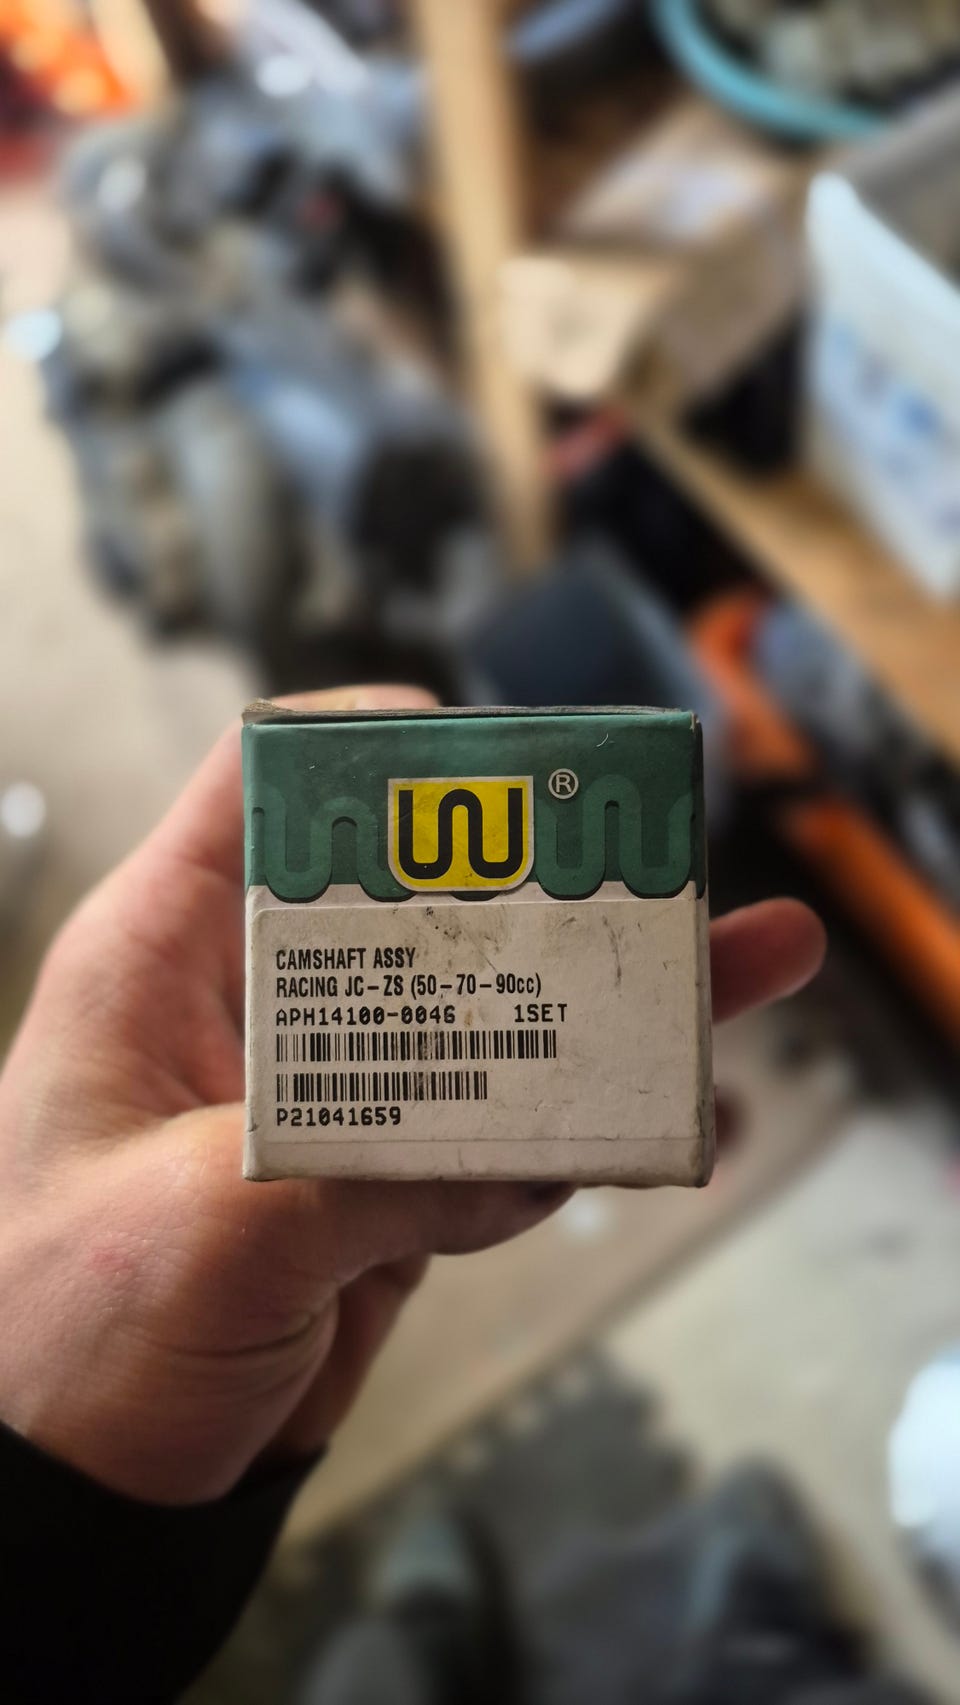 W ®
CAMSHAFT ASSY
RACING JC-ZS (50-70-90cc)
APH14100-0046 1SET
P21041659